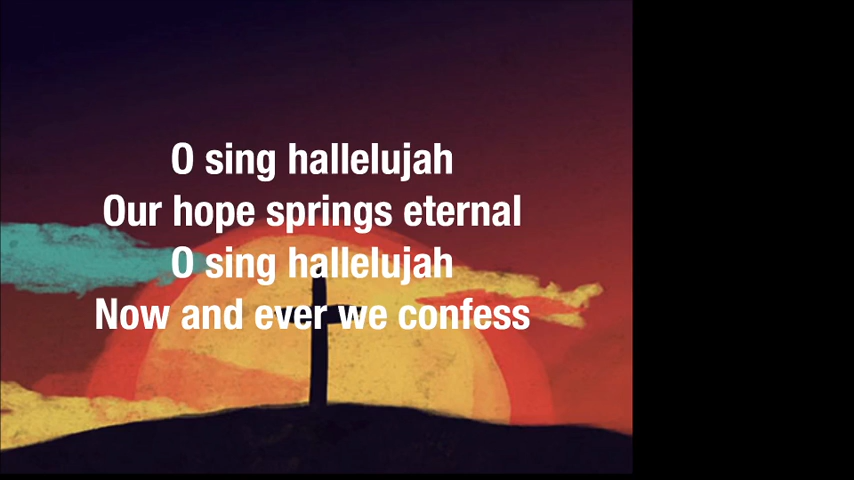 O sing hallelujah
Our hope springs eternal
O sing hallelujah
Now and ever we confess